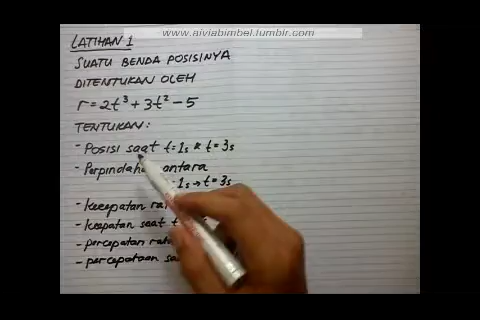 www.aiviabimbel.tumblr.com
LATIHAN 1
SUATU BENDA POSISINYA
DITENTUKAN OLEH
r = 2t³ + 3t² - 5
TENTUKAN:
- POSISI saat t = 1s & t = 3s
- Perpindahan antara
= 1s → t = 3s
- kecepatan
- kecepatan saat t
- percepatan
- percepatan